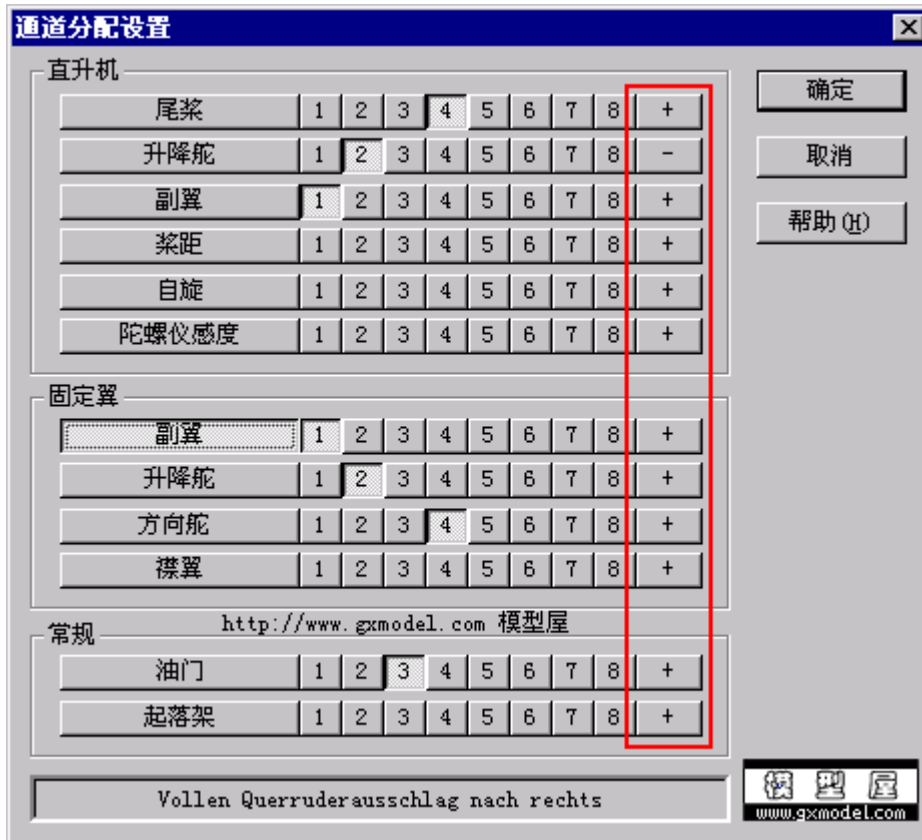 通道分配设置
直升机
尾桨 1 2 3 4 5 6 7 8 +
升降舵 1 2 3 4 5 6 7 8 -
副翼 1 2 3 4 5 6 7 8 +
桨距 1 2 3 4 5 6 7 8 +
自旋 1 2 3 4 5 6 7 8 +
陀螺仪感度 1 2 3 4 5 6 7 8 +
固定翼
副翼 1 2 3 4 5 6 7 8 +
升降舵 1 2 3 4 5 6 7 8 +
方向舵 1 2 3 4 5 6 7 8 +
襟翼 1 2 3 4 5 6 7 8 +
http://www.gxmodel.com 模型屋
常规
油门 1 2 3 4 5 6 7 8 +
起落架 1 2 3 4 5 6 7 8 +
Vollen Querruderausschlag nach rechts
确定
取消
帮助(H)
模型屋
www.gxmodel.com